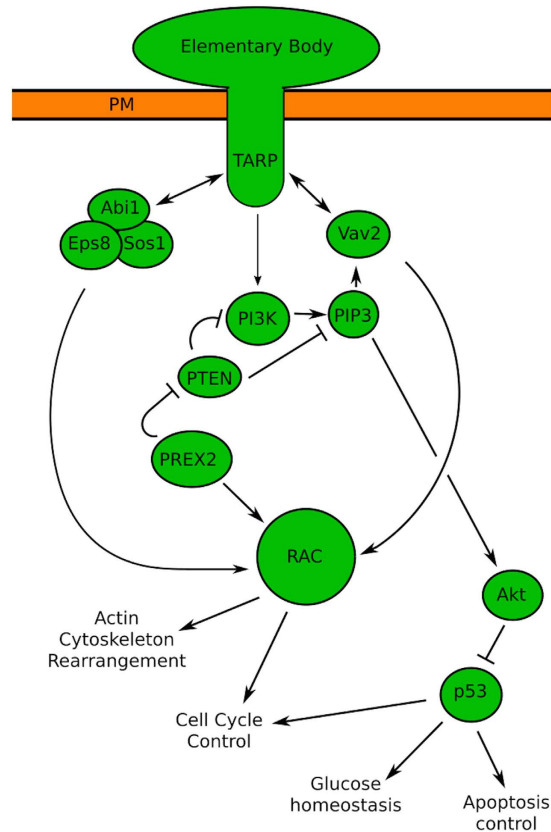 Elementary Body
PM
TARP
Abi1
Eps8
Sos1
Vav2
PI3K
PIP3
PTEN
PREX2
RAC
Akt
Actin
Cytoskeleton
Rearrangement
p53
Cell Cycle
Control
Glucose
homeostasis
Apoptosis
control